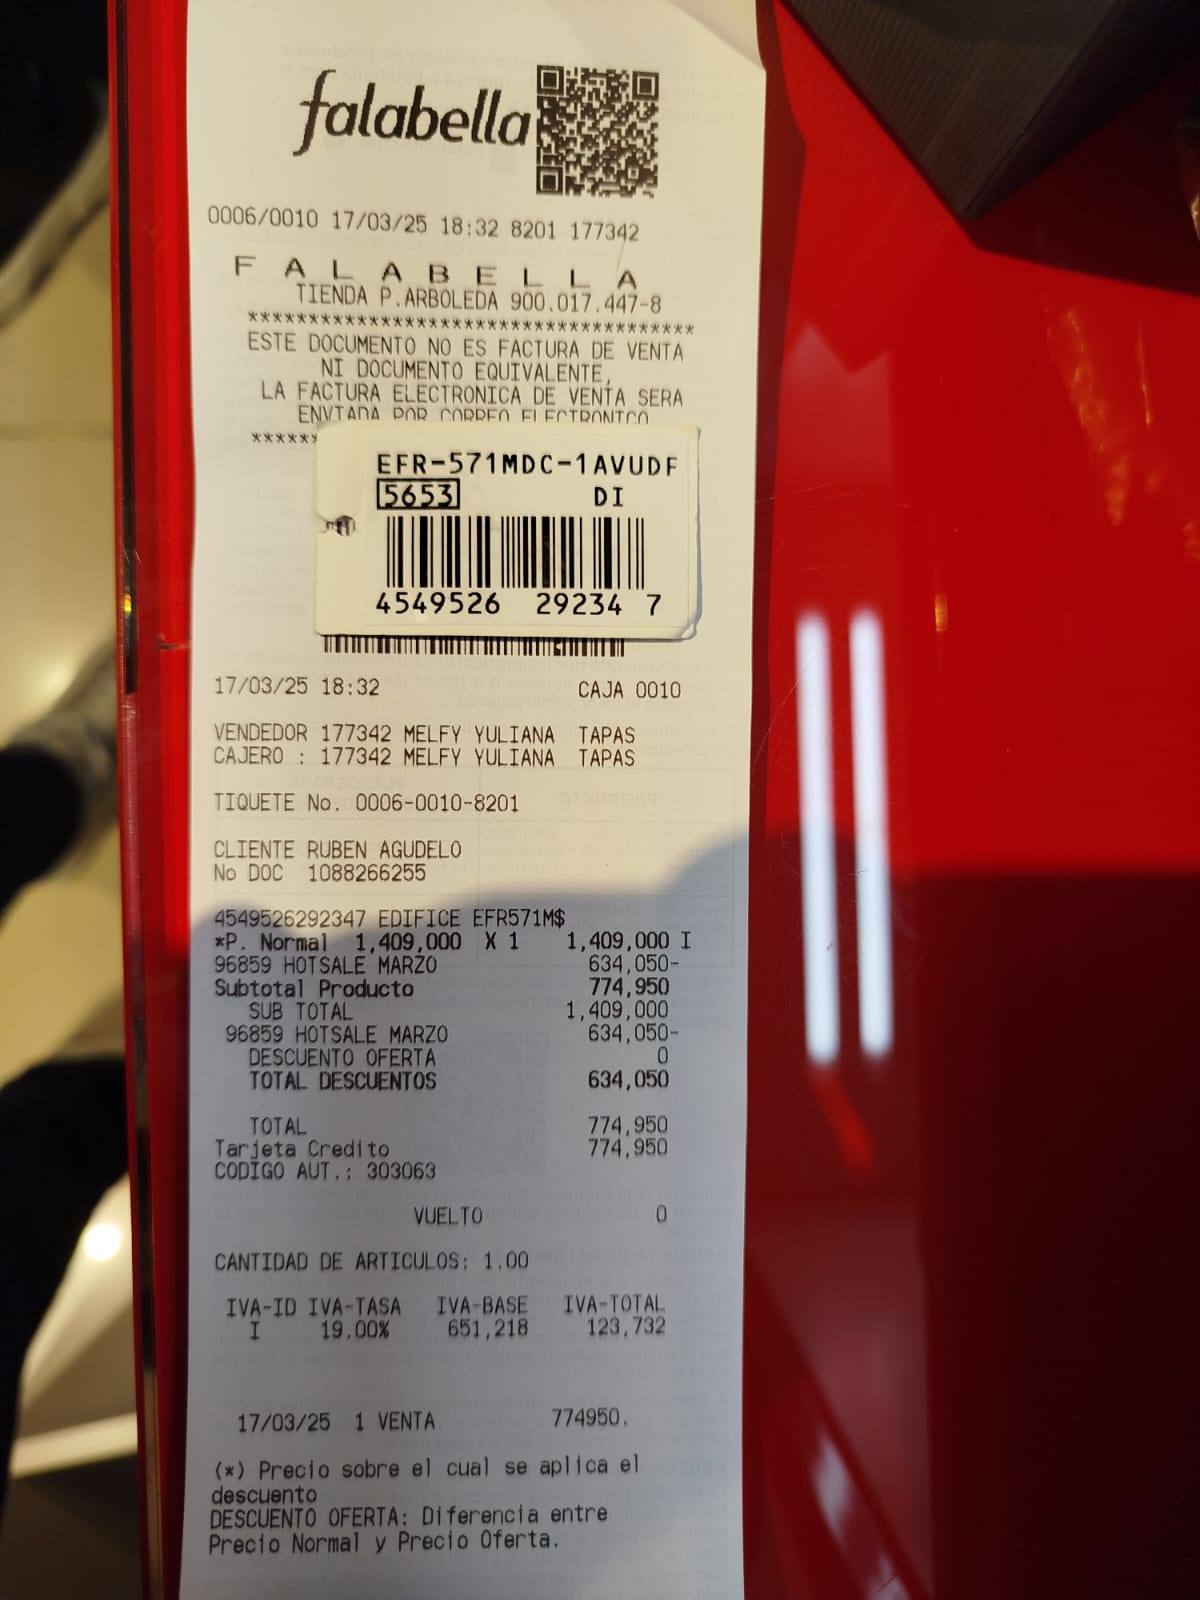 falabella
0006/0010 17/03/25 18:32 8201 177342
F A L A B E L L A
TIENDA P.ARBOLEDA 900.017.447-8
**************************************
ESTE DOCUMENTO NO ES FACTURA DE VENTA
NI DOCUMENTO EQUIVALENTE,
LA FACTURA ELECTRONICA DE VENTA SERA
ENVIADA POR CORREO ELECTRONICO
******
EFR-571MDC-1AVUDF
5653 DI
4549526 29234 7
17/03/25 18:32 CAJA 0010
VENDEDOR 177342 MELFY YULIANA TAPAS
CAJERO : 177342 MELFY YULIANA TAPAS
TIQUETE No. 0006-0010-8201
CLIENTE RUBEN AGUDELO
No DOC 1088266255
4549526292347 EDIFICE EFR571M$
*P. Normal 1,409,000 X 1 1,409,000 I
96859 HOTSALE MARZO 634,050-
Subtotal Producto 774,950
SUB TOTAL 1,409,000
96859 HOTSALE MARZO 634,050-
DESCUENTO OFERTA 0
TOTAL DESCUENTOS 634,050
TOTAL 774,950
Tarjeta Credito 774,950
CODIGO AUT.: 303063
VUELTO 0
CANTIDAD DE ARTICULOS: 1.00
IVA-ID IVA-TASA IVA-BASE IVA-TOTAL
I 19.00% 651,218 123,732
17/03/25 1 VENTA 774950.
(*) Precio sobre el cual se aplica el
descuento
DESCUENTO OFERTA: Diferencia entre
Precio Normal y Precio Oferta.